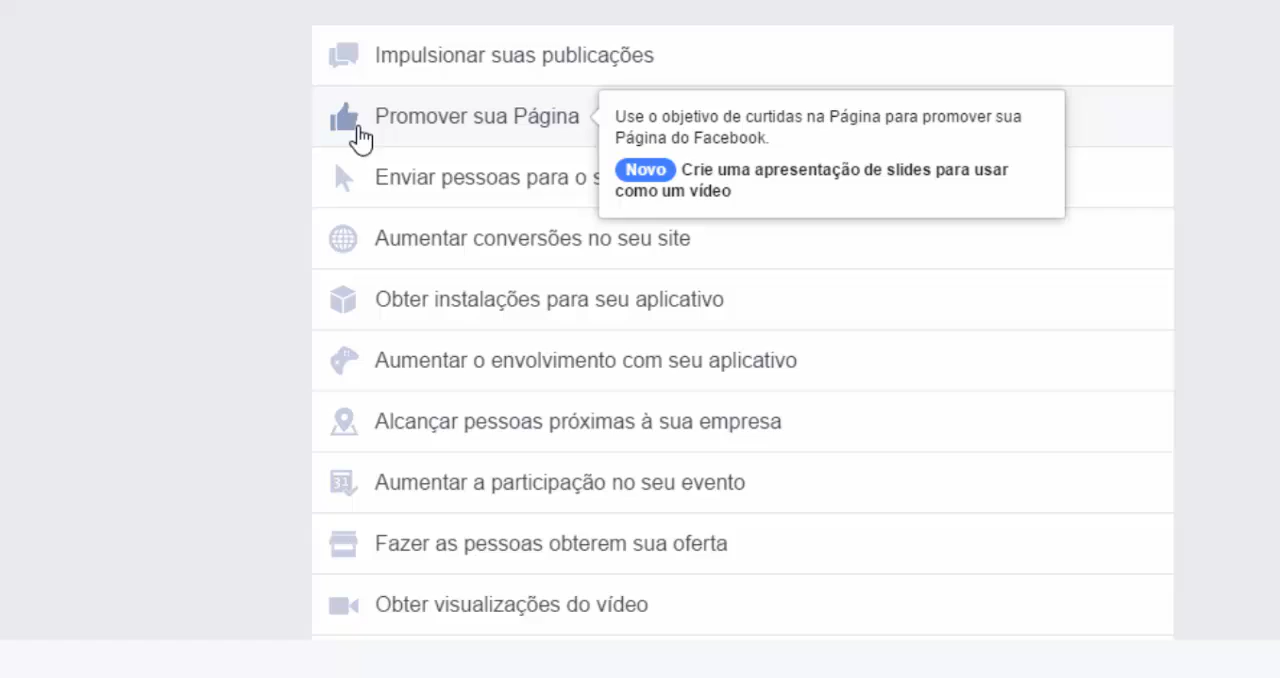 Impulsionar suas publicações
Promover sua Página
Use o objetivo de curtidas na Página para promover sua
Página do Facebook.
Novo Crie uma apresentação de slides para usar
como um vídeo
Enviar pessoas para o
Aumentar conversões no seu site
Obter instalações para seu aplicativo
Aumentar o envolvimento com seu aplicativo
Alcançar pessoas próximas à sua empresa
31
Aumentar a participação no seu evento
Fazer as pessoas obterem sua oferta
Obter visualizações do vídeo